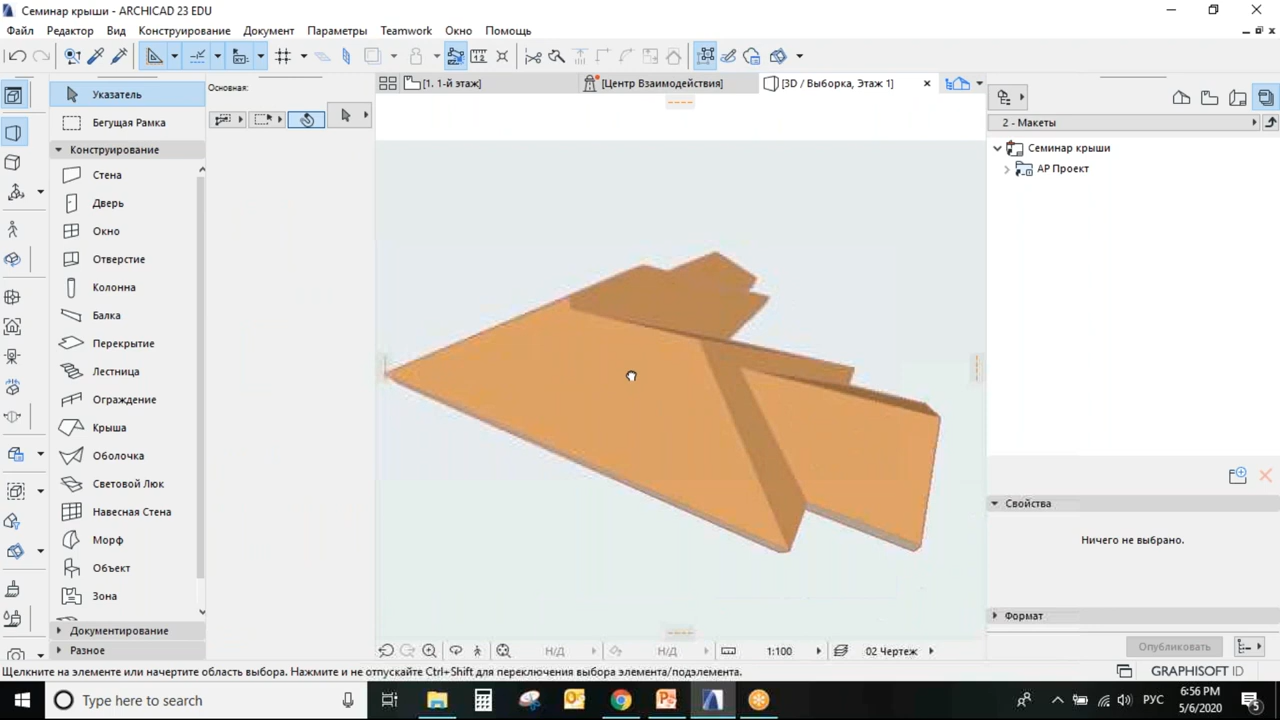 Семинар крыши - ARCHICAD 23 EDU
Файл Редактор Вид Конструирование Документ Параметры Teamwork Окно Помощь
[1. 1-й этаж] [Центр Взаимодействия] [3D / Выборка, Этаж 1]
Указатель
Бегущая Рамка
Конструирование
Стена
Дверь
Окно
Отверстие
Колонна
Балка
Перекрытие
Лестница
Ограждение
Крыша
Оболочка
Световой Люк
Навесная Стена
Морф
Объект
Зона
Документирование
Разное
Основная:
2 - Макеты
Семинар крыши
АР Проект
Свойства
Ничего не выбрано.
Формат
Опубликовать
Н/Д Н/Д 1:100 02 Чертеж
Щелкните на элементе или начертите область выбора. Нажмите и не отпускайте Ctrl+Shift для переключения выбора элемента/подэлемента.
GRAPHISOFT ID
Type here to search
РУС
6:56 PM
5/6/2020
5